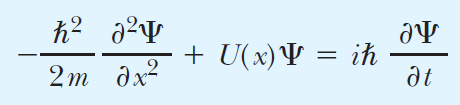 −ℏ²/2m ∂²Ψ/∂x² + U(x)Ψ = iℏ ∂Ψ/∂t